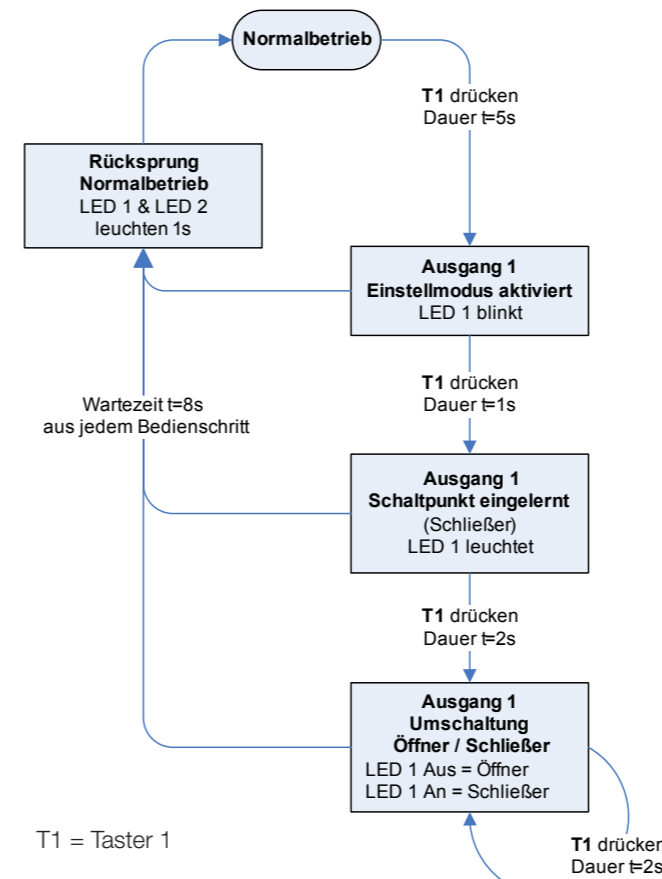 Normalbetrieb
T1 drücken
Dauer t=5s
Rücksprung
Normalbetrieb
LED 1 & LED 2
leuchten 1s
Ausgang 1
Einstellmodus aktiviert
LED 1 blinkt
T1 drücken
Dauer t=1s
Wartezeit t=8s
aus jedem Bedienschritt
Ausgang 1
Schaltpunkt eingelernt
(Schließer)
LED 1 leuchtet
T1 drücken
Dauer t=2s
Ausgang 1
Umschaltung
Öffner / Schließer
LED 1 Aus = Öffner
LED 1 An = Schließer
T1 = Taster 1
T1 drücken
Dauer t=2s